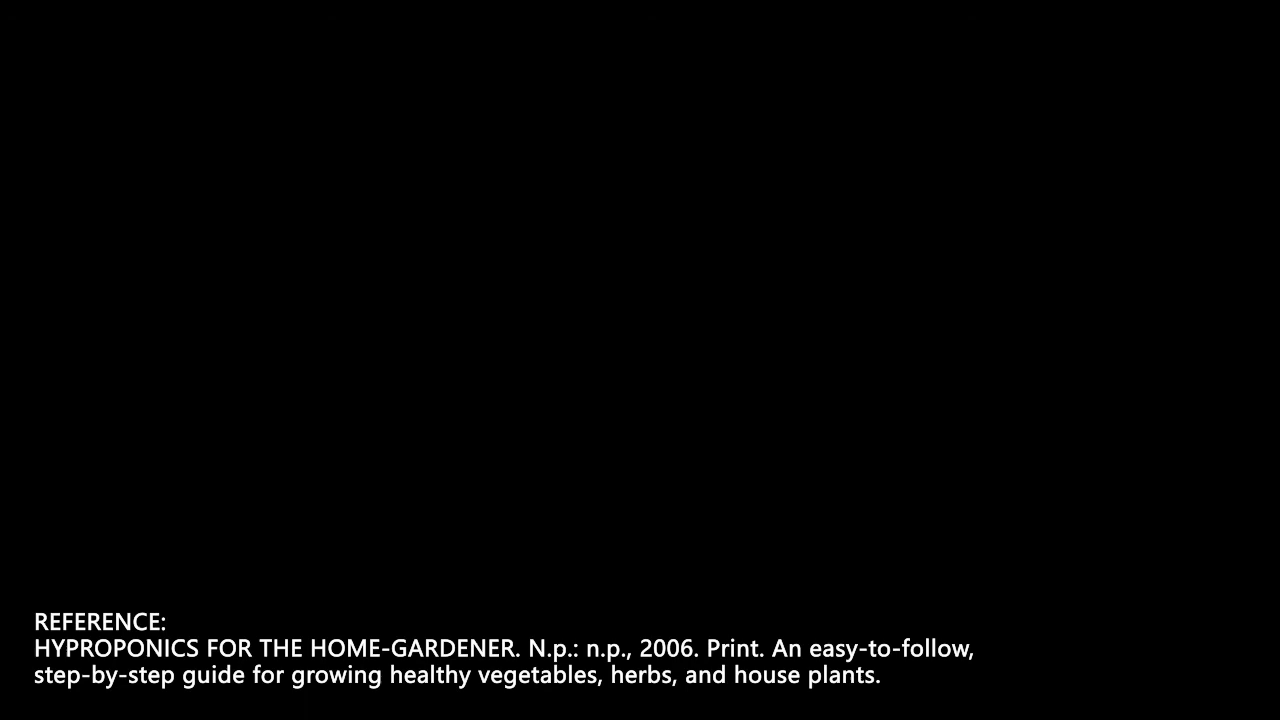 REFERENCE:
HYPROPONICS FOR THE HOME-GARDENER. N.p.: n.p., 2006. Print. An easy-to-follow,
step-by-step guide for growing healthy vegetables, herbs, and house plants.